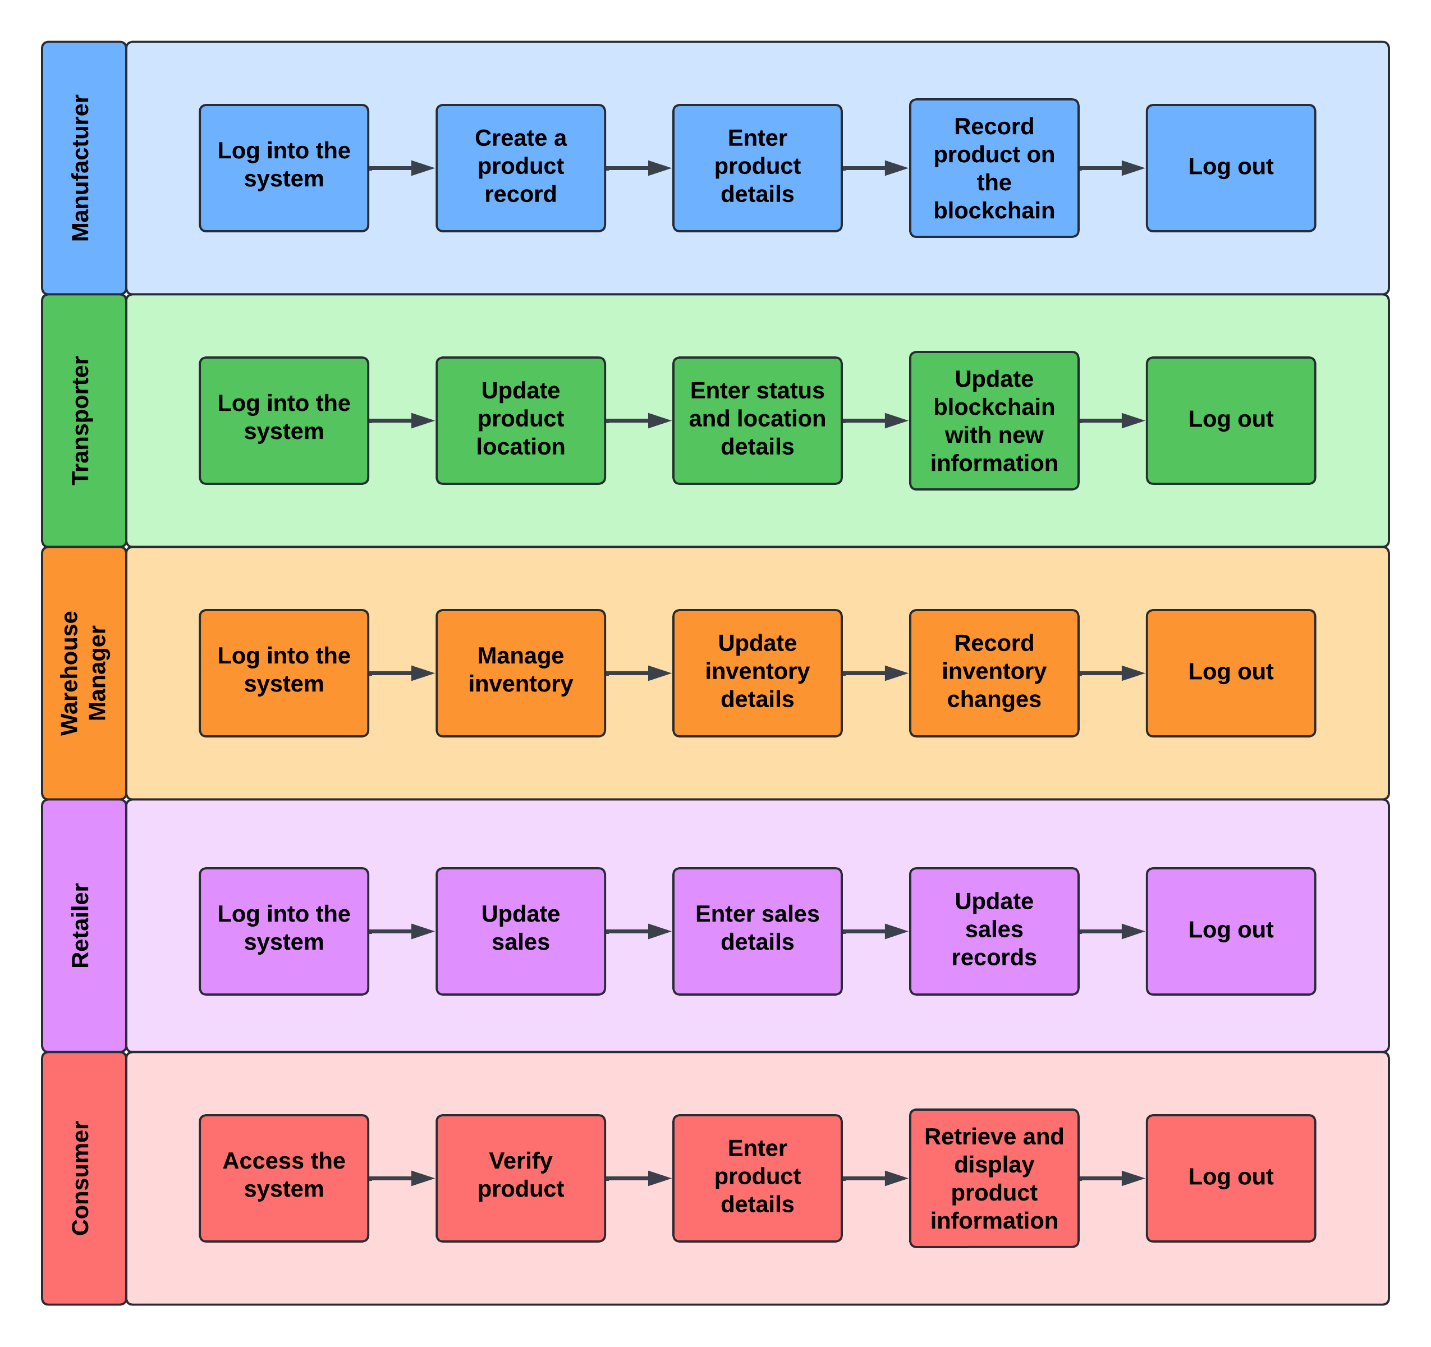 Manufacturer
Log into the
system
Create a
product
record
Enter
product
details
Record
product on
the
blockchain
Log out
Transporter
Log into the
system
Update
product
location
Enter status
and location
details
Update
blockchain
with new
information
Log out
Warehouse
Manager
Log into the
system
Manage
inventory
Update
inventory
details
Record
inventory
changes
Log out
Retailer
Log into the
system
Update
sales
Enter sales
details
Update
sales
records
Log out
Consumer
Access the
system
Verify
product
Enter
product
details
Retrieve and
display
product
information
Log out